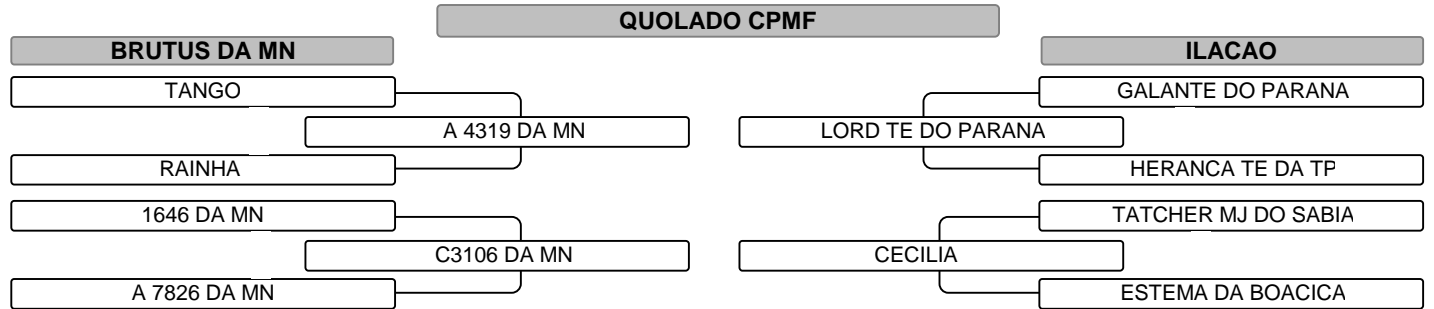 QUOLADO CPMF
BRUTUS DA MN
ILACAO
TANGO
GALANTE DO PARANA
A 4319 DA MN
LORD TE DO PARANA
RAINHA
HERANCA TE DA TP
1646 DA MN
TATCHER MJ DO SABIA
C3106 DA MN
CECILIA
A 7826 DA MN
ESTEMA DA BOACICA